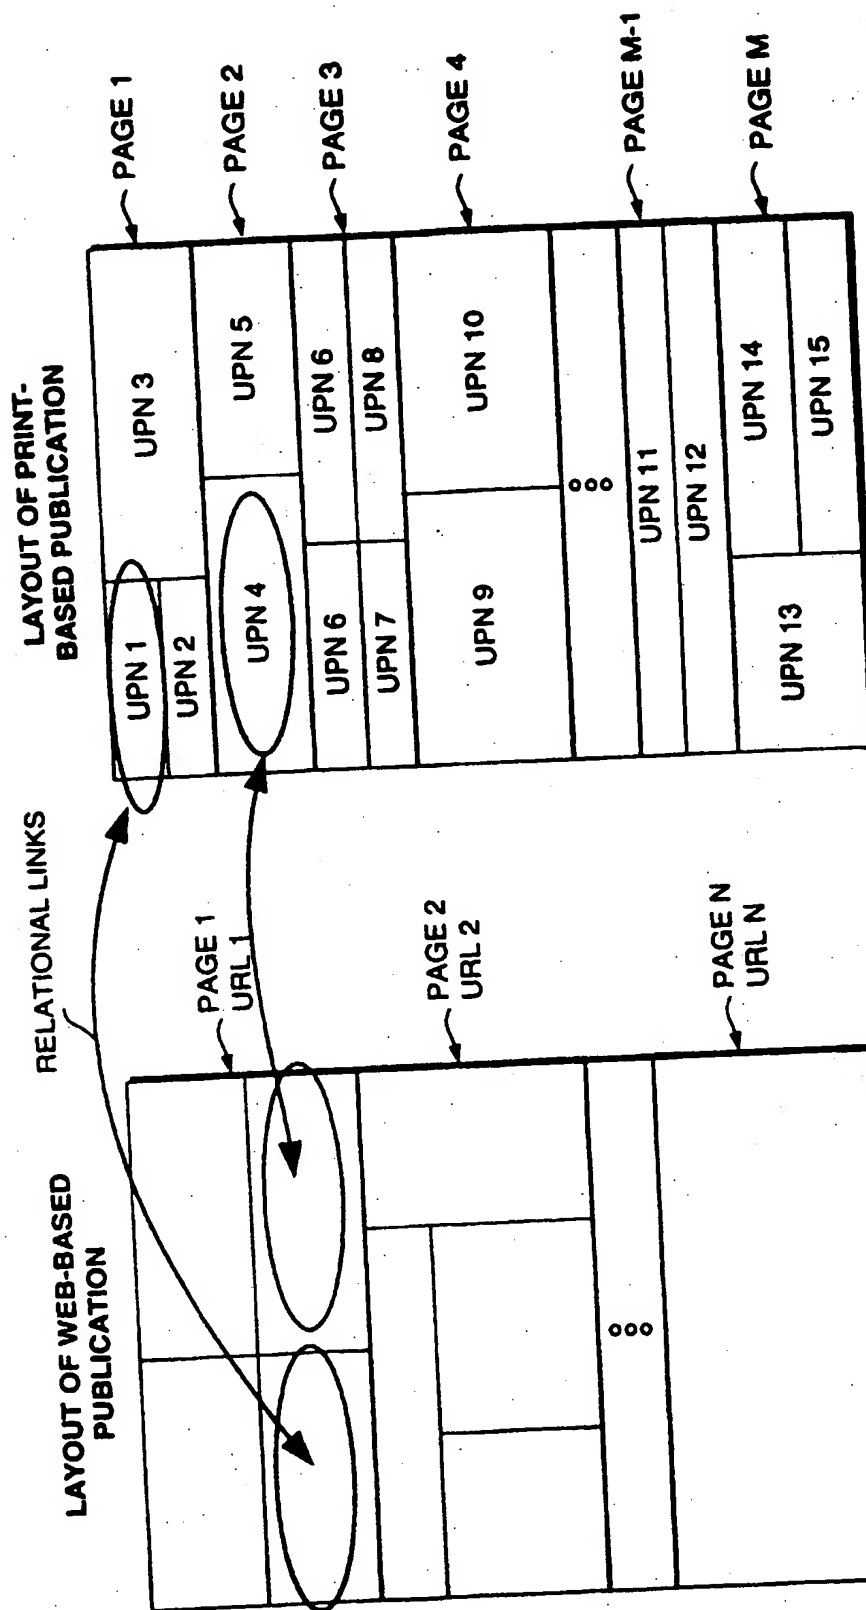 LAYOUT OF WEB-BASED
PUBLICATION
RELATIONAL LINKS
PAGE 1
URL 1
PAGE 2
URL 2
PAGE N
URL N
ooo
LAYOUT OF PRINT-
BASED PUBLICATION
UPN 1
UPN 2
UPN 3
PAGE 1
UPN 4
UPN 5
PAGE 2
UPN 6
UPN 6
PAGE 3
UPN 7
UPN 8
UPN 9
UPN 10
PAGE 4
ooo
UPN 11
PAGE M-1
UPN 12
UPN 13
UPN 14
PAGE M
UPN 15